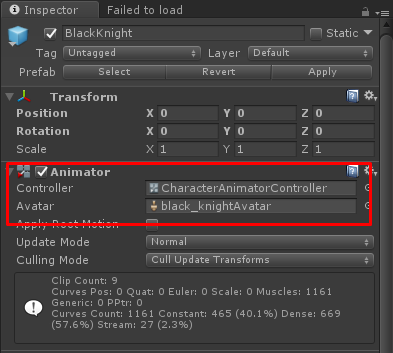 Inspector Failed to load
BlackKnight Static
Tag Untagged Layer Default
Prefab Select Revert Apply
Transform
Position X 0 Y 0 Z 0
Rotation X 0 Y 0 Z 0
Scale X 1 Y 1 Z 1
Animator
Controller CharacterAnimatorController
Avatar black_knightAvatar
Apply Root Motion
Update Mode Normal
Culling Mode Cull Update Transforms
Clip Count: 9
Curves Pos: 0 Quat: 0 Euler: 0 Scale: 0 Muscles: 1161
Generic: 0 PPtr: 0
Curves Count: 1161 Constant: 465 (40.1%) Dense: 669
(57.6%) Stream: 27 (2.3%)